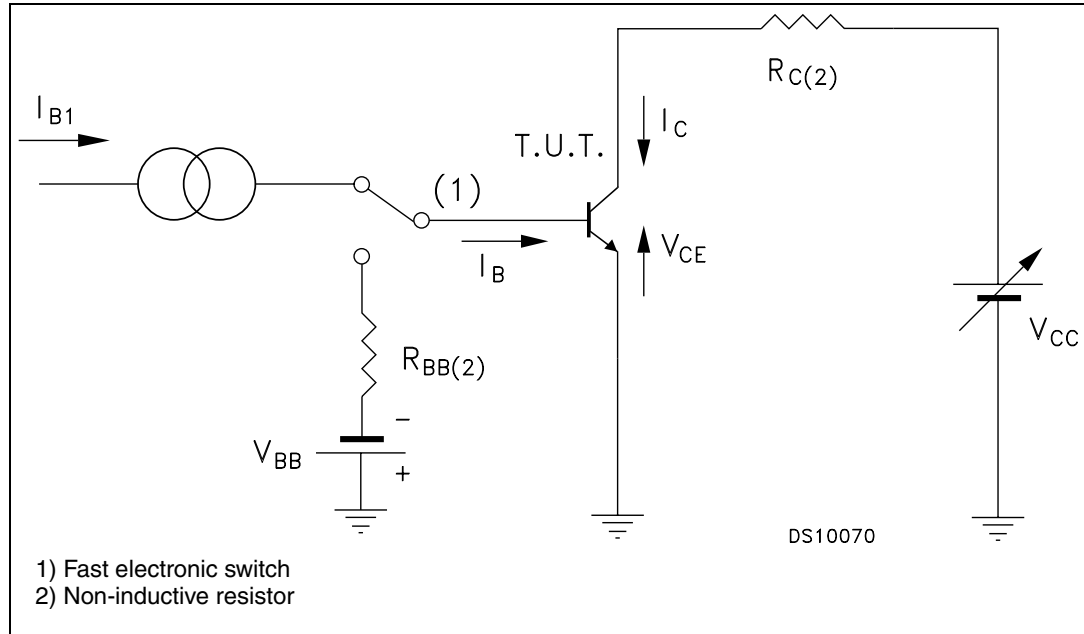 R_C(2)
I_B1
I_C
T.U.T.
(1)
V_CE
I_B
V_CC
R_BB(2)
−
V_BB
+
DS10070
1) Fast electronic switch
2) Non-inductive resistor